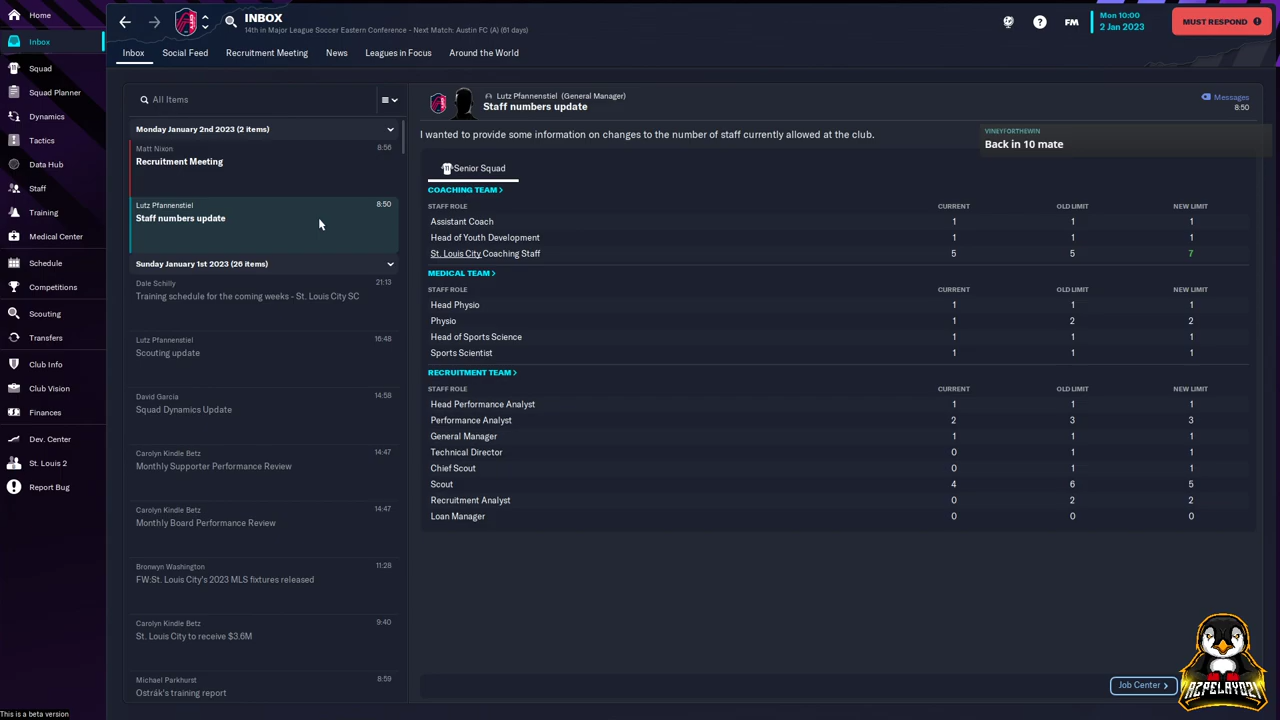 Home
Inbox
Squad
Squad Planner
Dynamics
Tactics
Data Hub
Staff
Training
Medical Center
Schedule
Competitions
Scouting
Transfers
Club Info
Club Vision
Finances
Dev. Center
St. Louis 2
Report Bug
This is a beta version
INBOX
14th in Major League Soccer Eastern Conference - Next Match: Austin FC (A) (61 days)
FM
Mon 10:00
2 Jan 2023
MUST RESPOND
Inbox
Social Feed
Recruitment Meeting
News
Leagues in Focus
Around the World
All Items
Monday January 2nd 2023 (2 items)
Matt Nixon 8:56
Recruitment Meeting
Lutz Pfannenstiel 8:50
Staff numbers update
Sunday January 1st 2023 (26 items)
Dale Schilly 21:13
Training schedule for the coming weeks - St. Louis City SC
Lutz Pfannenstiel 16:48
Scouting update
David Garcia 14:58
Squad Dynamics Update
Carolyn Kindle Betz 14:47
Monthly Supporter Performance Review
Carolyn Kindle Betz 14:47
Monthly Board Performance Review
Bronwyn Washington 11:28
FW:St. Louis City's 2023 MLS fixtures released
Carolyn Kindle Betz 9:40
St. Louis City to receive $3.6M
Michael Parkhurst 8:59
Ostrák's training report
Lutz Pfannenstiel (General Manager)
Staff numbers update
Messages
8:50
I wanted to provide some information on changes to the number of staff currently allowed at the club.
VINEYFORTHEWIN
Back in 10 mate
Senior Squad
COACHING TEAM >
STAFF ROLE CURRENT OLD LIMIT NEW LIMIT
Assistant Coach 1 1 1
Head of Youth Development 1 1 1
St. Louis City Coaching Staff 5 5 7
MEDICAL TEAM >
STAFF ROLE CURRENT OLD LIMIT NEW LIMIT
Head Physio 1 1 1
Physio 1 2 2
Head of Sports Science 1 1 1
Sports Scientist 1 1 1
RECRUITMENT TEAM >
STAFF ROLE CURRENT OLD LIMIT NEW LIMIT
Head Performance Analyst 1 1 1
Performance Analyst 2 3 3
General Manager 1 1 1
Technical Director 0 1 1
Chief Scout 0 1 1
Scout 4 6 5
Recruitment Analyst 0 2 2
Loan Manager 0 0 0
Job Center >
AZPELAYO21